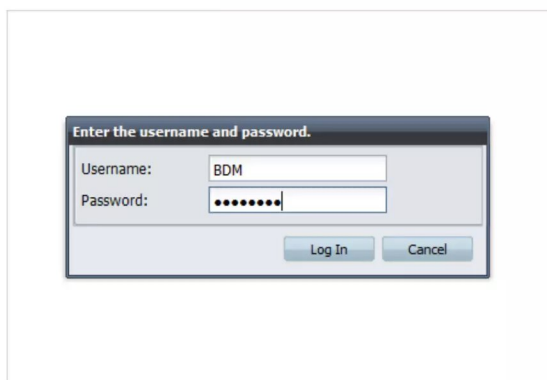 Enter the username and password.
Username: BDM
Password: ••••••••
Log In Cancel